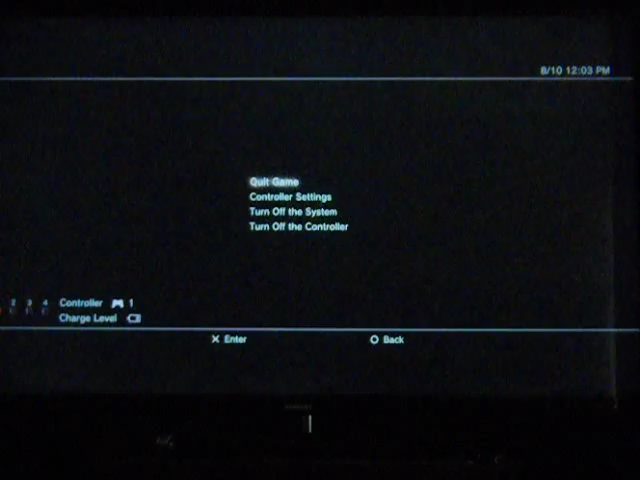 8/10 12:03 PM
Quit Game
Controller Settings
Turn Off the System
Turn Off the Controller
2 3 4 Controller 1
Charge Level
Enter
Back